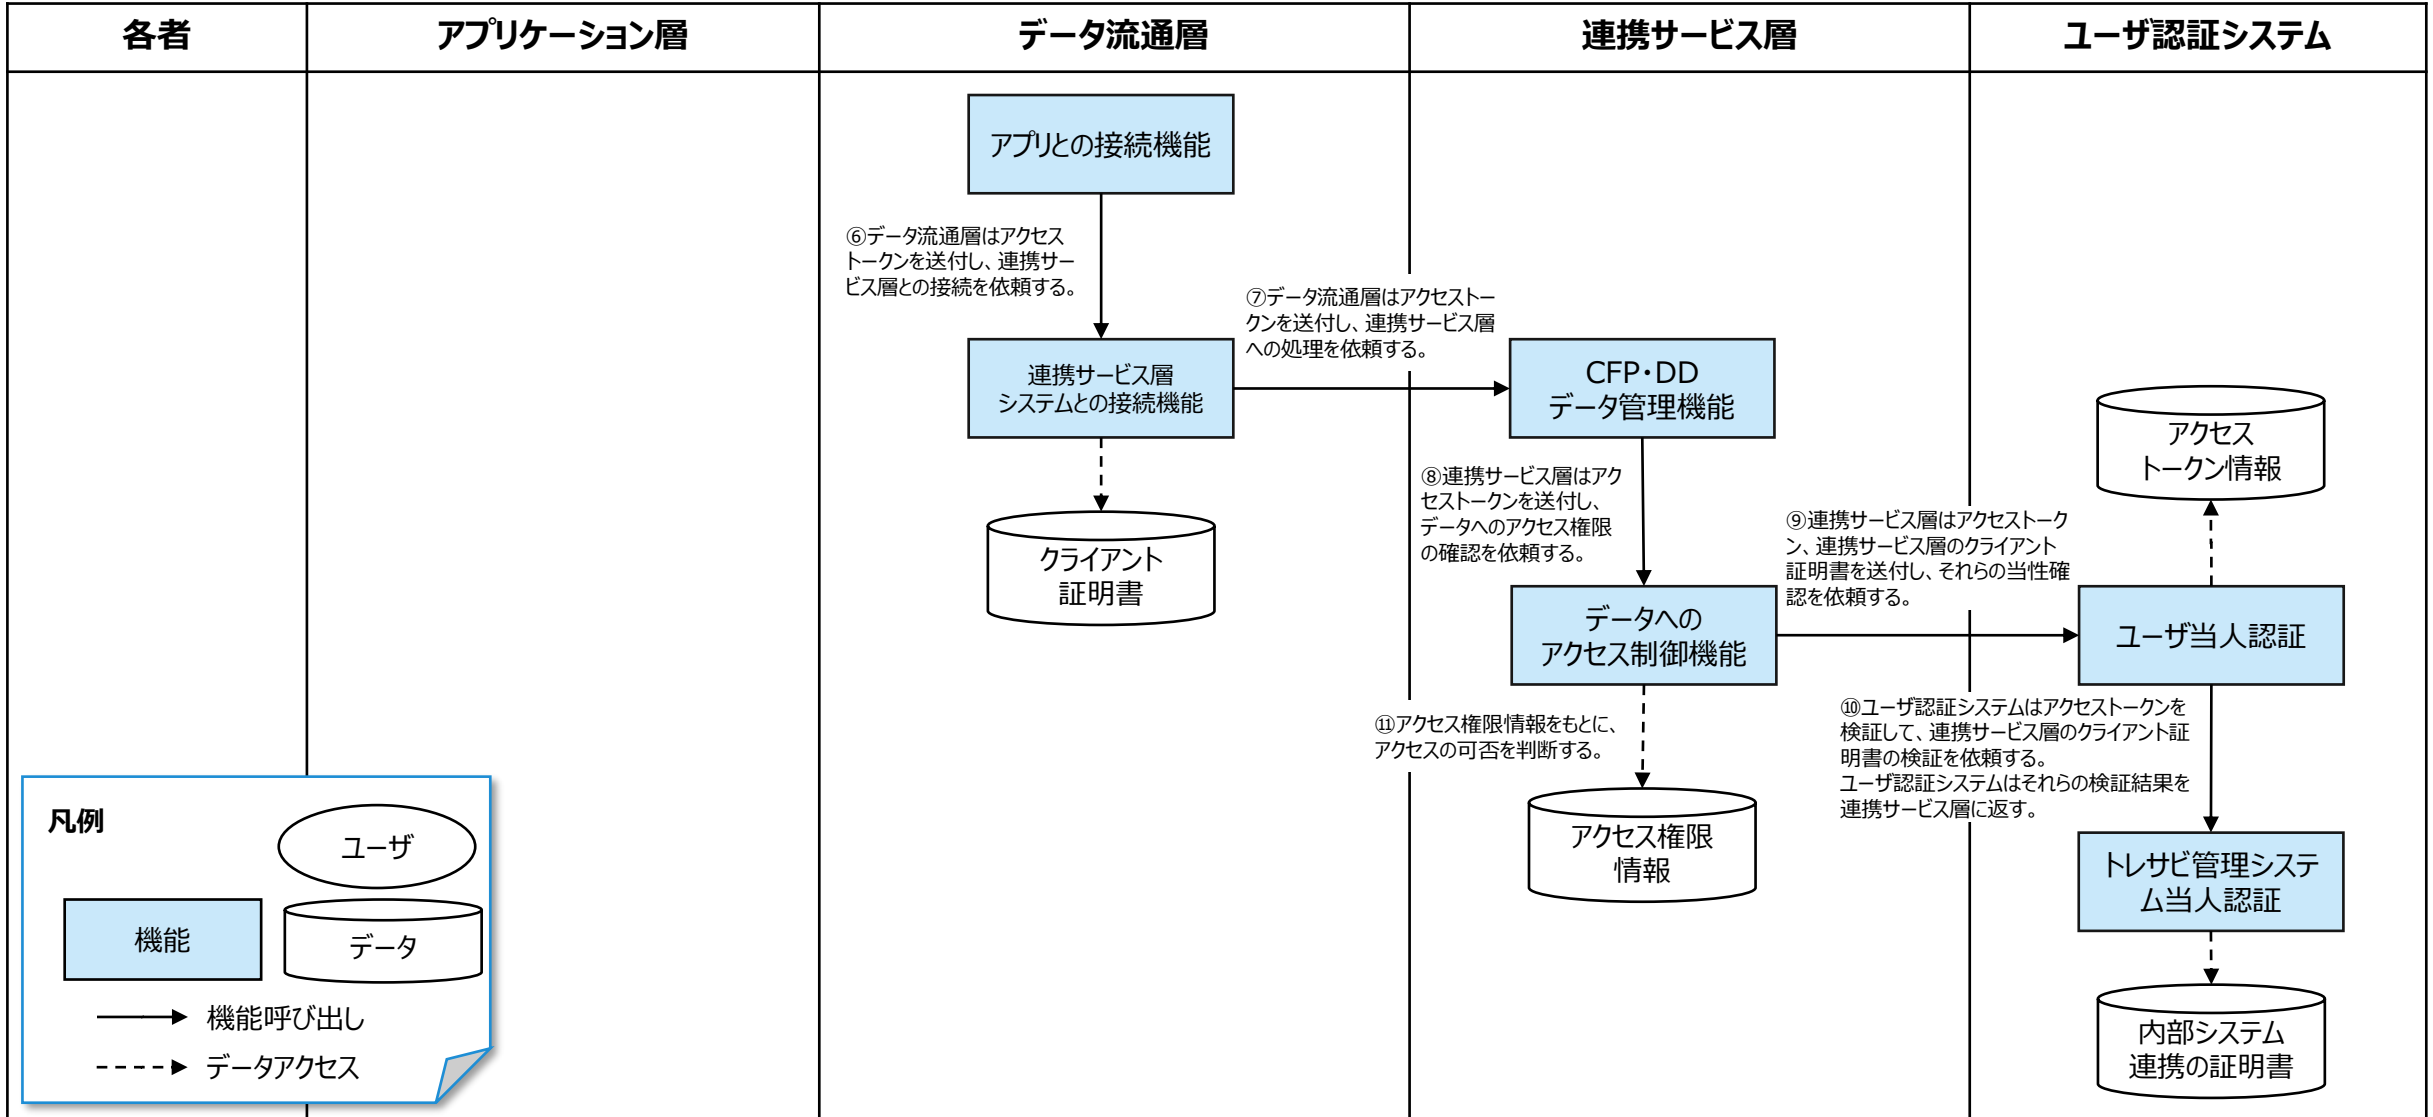 各者
アプリケーション層
データ流通層
連携サービス層
ユーザ認証システム
アプリとの接続機能
⑥データ流通層はアクセス
トークンを送付し、連携サー
ビス層との接続を依頼する。
⑦データ流通層はアクセストー
クンを送付し、連携サービス層
への処理を依頼する。
連携サービス層
システムとの接続機能
CFP・DD
データ管理機能
アクセス
トークン情報
⑧連携サービス層はアク
セストークンを送付し、
データへのアクセス権限
の確認を依頼する。
⑨連携サービス層はアクセストーク
ン、連携サービス層のクライアント
証明書を送付し、それらの当性確
認を依頼する。
クライアント
証明書
データへの
アクセス制御機能
ユーザ当人認証
⑩ユーザ認証システムはアクセストークンを
検証して、連携サービス層のクライアント証
明書の検証を依頼する。
ユーザ認証システムはそれらの検証結果を
連携サービス層に返す。
⑪アクセス権限情報をもとに、
アクセスの可否を判断する。
アクセス権限
情報
トレサビ管理システ
ム当人認証
内部システム
連携の証明書
凡例
ユーザ
機能
データ
機能呼び出し
データアクセス